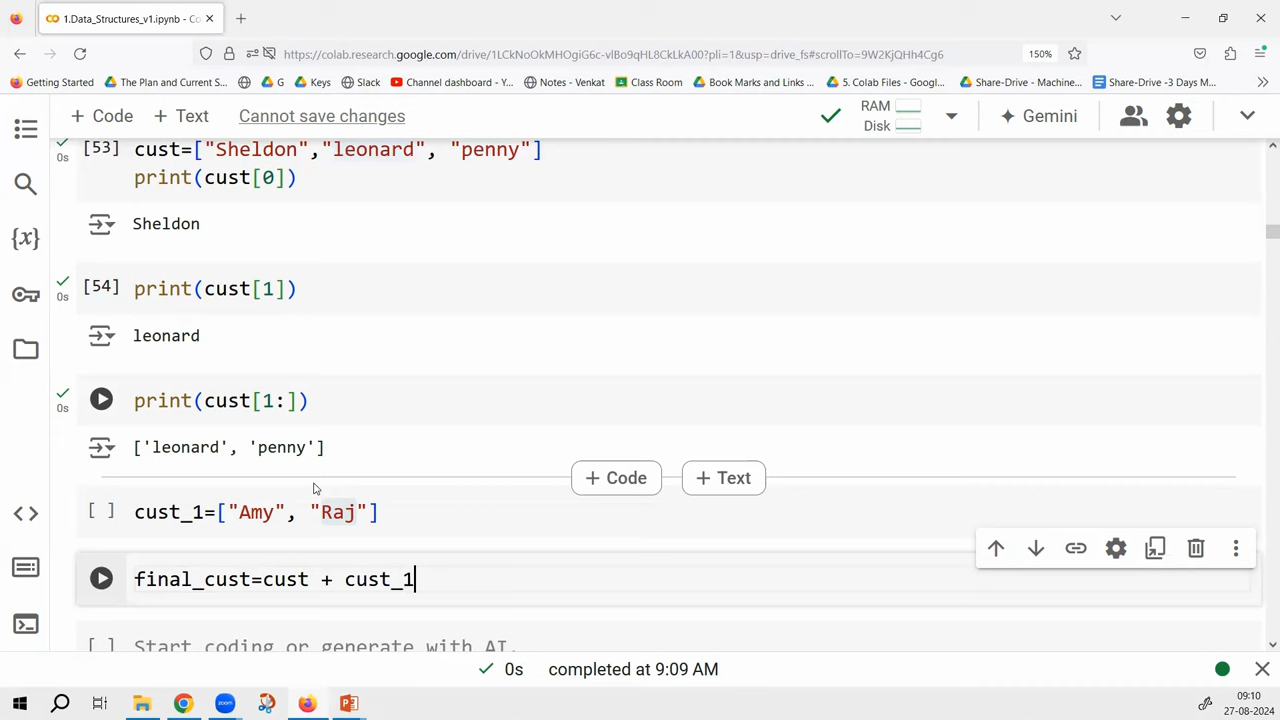 1.Data_Structures_v1.ipynb - Co
https://colab.research.google.com/drive/1LCkNoOkMHOgiG6c-vlBo9qHL8CkLkA00?pli=1&usp=drive_fs#scrollTo=9W2KjQHh4Cg6
150%
Getting Started
The Plan and Current S...
G
Keys
Slack
Channel dashboard - Y...
Notes - Venkat
Class Room
Book Marks and Links ...
5. Colab Files - Googl...
Share-Drive - Machine...
Share-Drive -3 Days M...
+ Code
+ Text
Cannot save changes
RAM
Disk
Gemini
[53] cust=["Sheldon","leonard", "penny"]
0s
print(cust[0])
Sheldon
[54] print(cust[1])
0s
leonard
print(cust[1:])
0s
['leonard', 'penny']
+ Code
+ Text
[ ] cust_1=["Amy", "Raj"]
final_cust=cust + cust_1
[ ] Start coding or generate with AI.
0s completed at 9:09 AM
zoom
09:10
27-08-2024